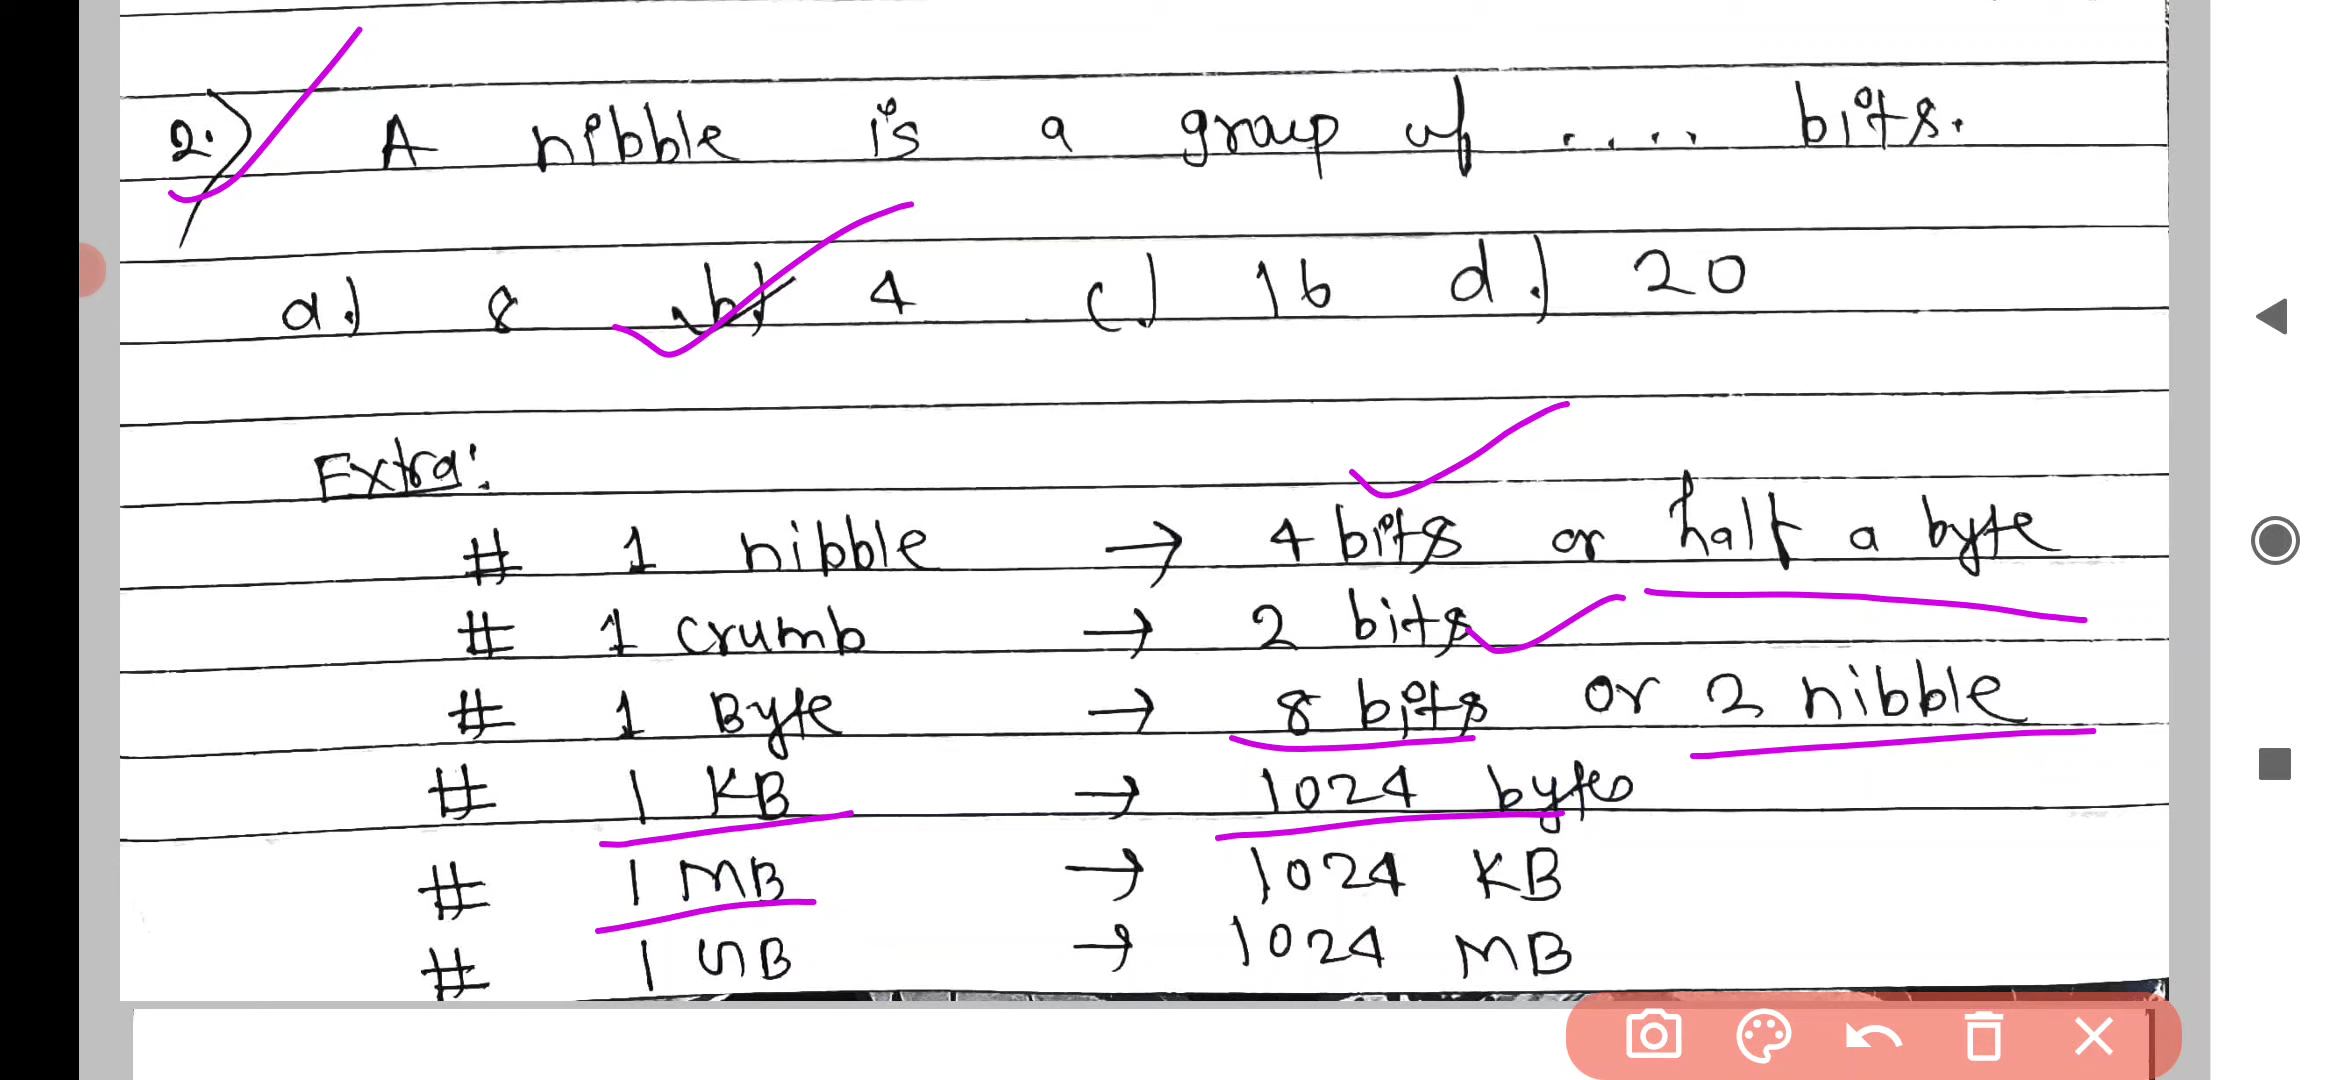 2.) A nibble is a group of .... bits.
a.) 8 b) 4 c.) 16 d.) 20
Extra:
# 1 nibble → 4 bits or half a byte
# 1 crumb → 2 bits
# 1 Byte → 8 bits or 2 nibble
# 1 KB → 1024 bytes
# 1 MB → 1024 KB
# 1 GB → 1024 MB